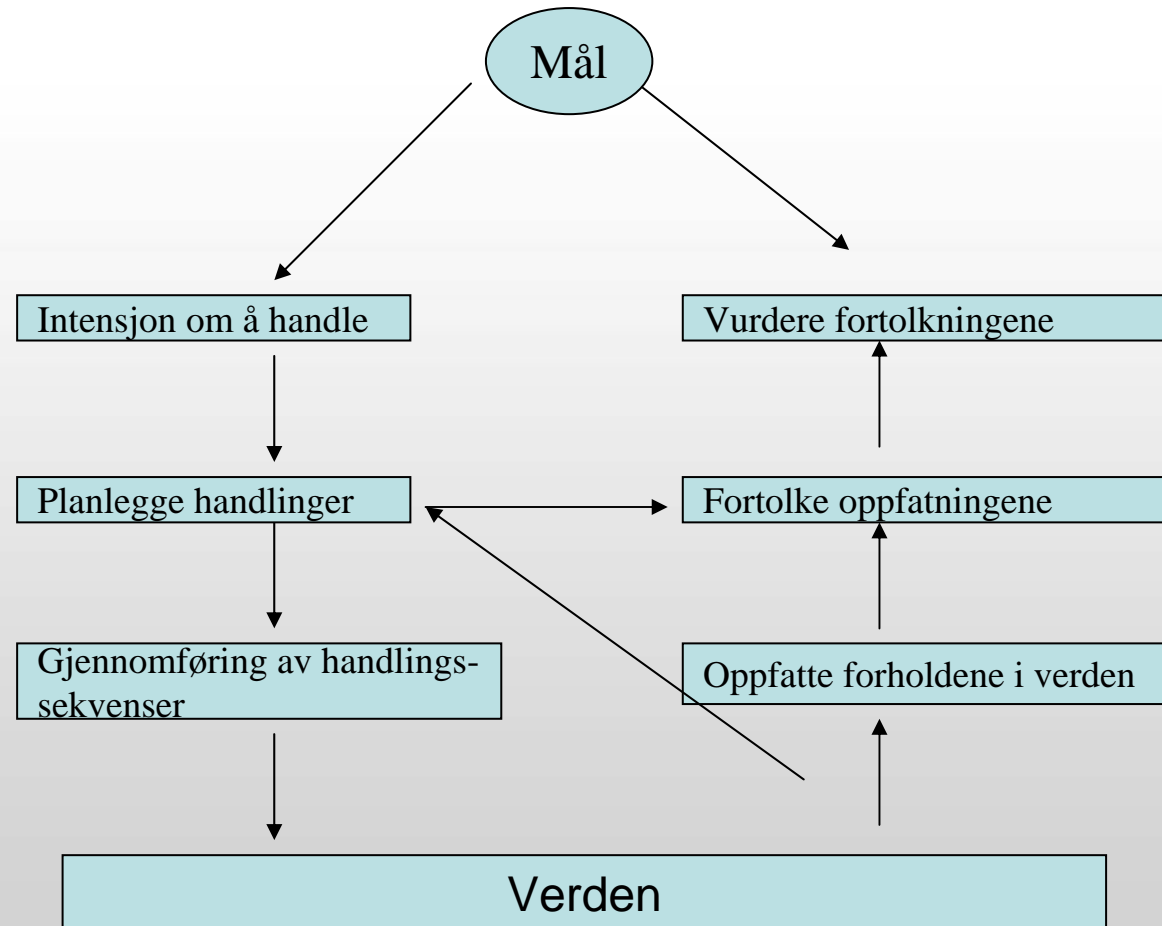 Mål
Intensjon om å handle
Vurdere fortolkningene
Planlegge handlinger
Fortolke oppfatningene
Gjennomføring av handlings-
sekvenser
Oppfatte forholdene i verden
Verden